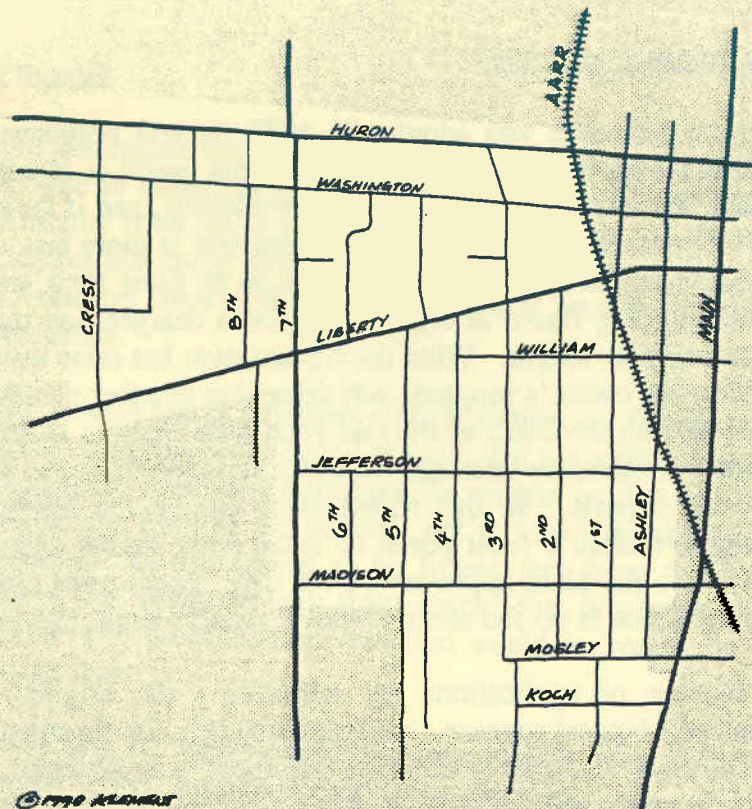 AARR
HURON
WASHINGTON
CREST
8TH
7TH
LIBERTY
WILLIAM
MAIN
JEFFERSON
6TH
5TH
4TH
3RD
2ND
1ST
ASHLEY
MADISON
MOSLEY
KOCH
© 1990